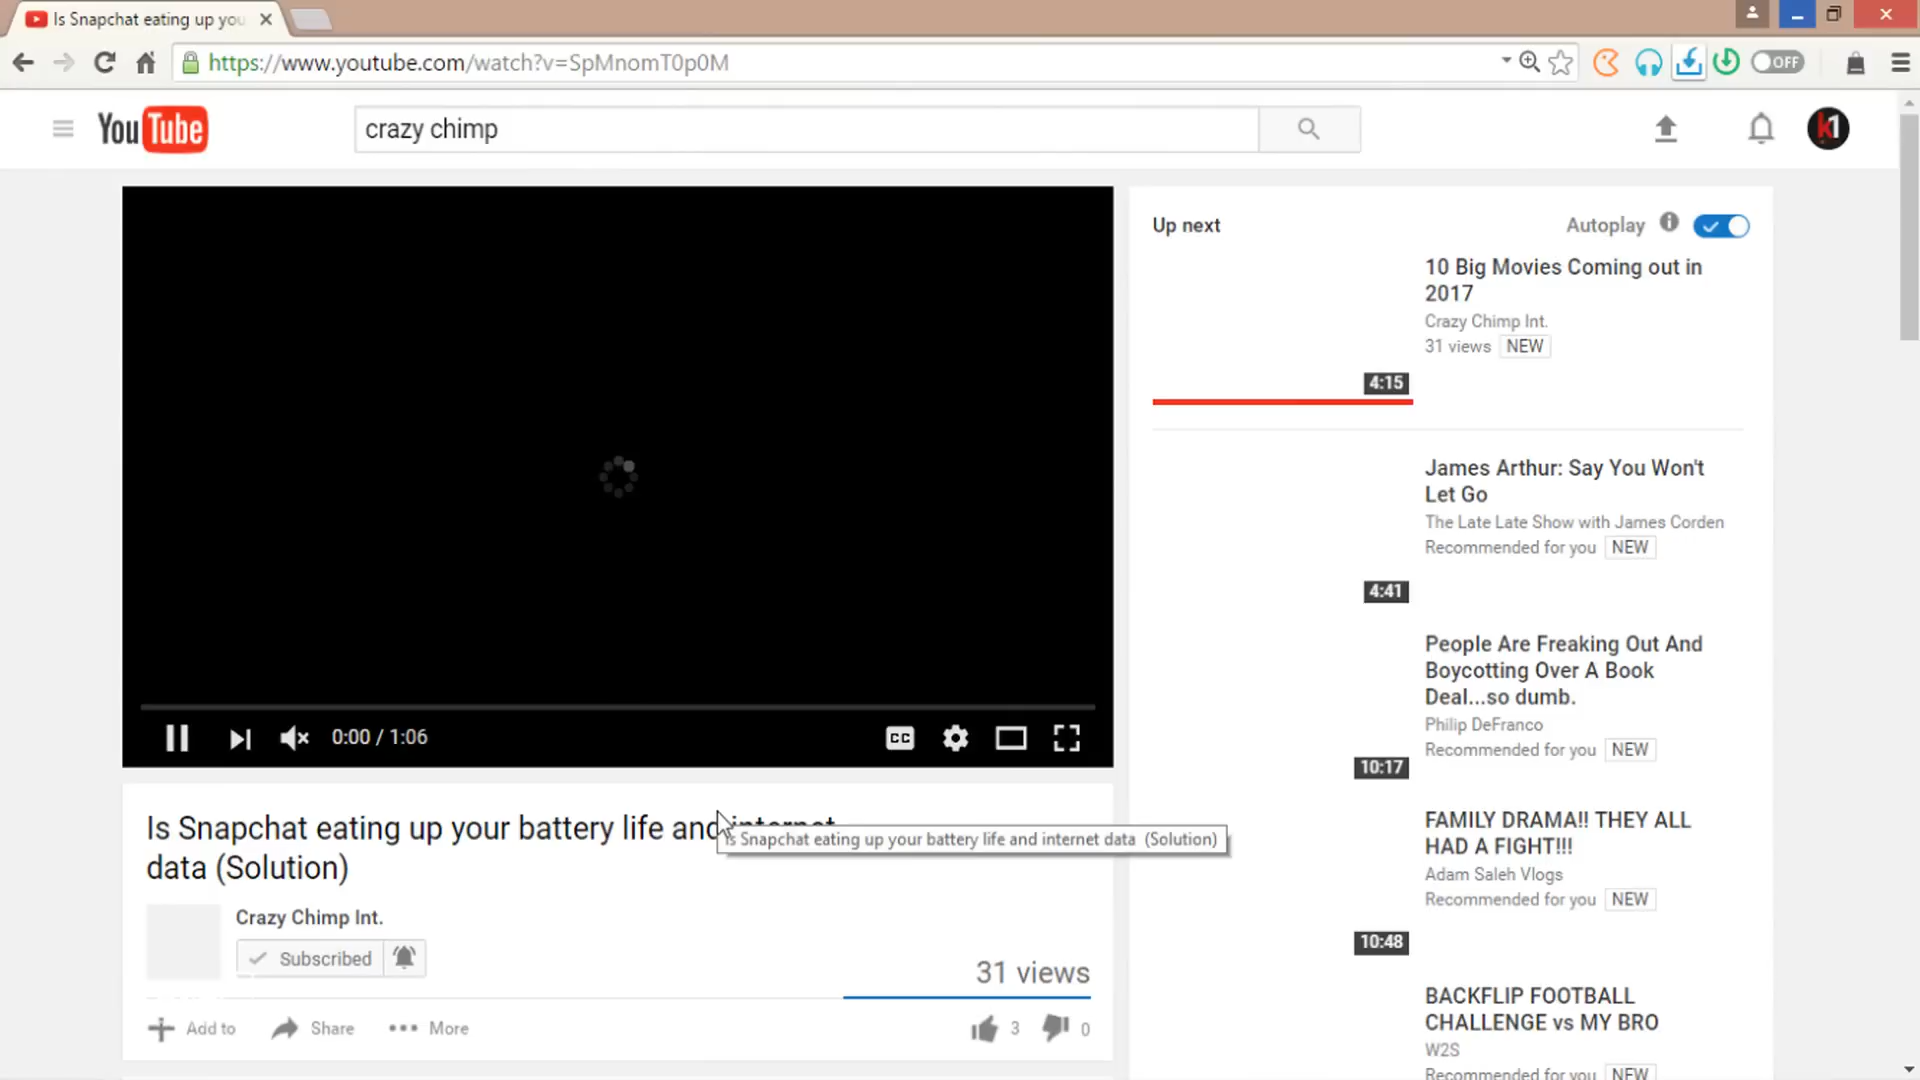 Is Snapchat eating up you
https://www.youtube.com/watch?v=SpMnomT0p0M
OFF
YouTube
crazy chimp
k1
Up next
Autoplay
10 Big Movies Coming out in
2017
Crazy Chimp Int.
31 views NEW
4:15
James Arthur: Say You Won't
Let Go
The Late Late Show with James Corden
Recommended for you NEW
4:41
People Are Freaking Out And
Boycotting Over A Book
Deal...so dumb.
Philip DeFranco
Recommended for you NEW
10:17
FAMILY DRAMA!! THEY ALL
HAD A FIGHT!!!
Adam Saleh Vlogs
Recommended for you NEW
10:48
BACKFLIP FOOTBALL
CHALLENGE vs MY BRO
W2S
Recommended for you NEW
0:00 / 1:06
CC
Is Snapchat eating up your battery life and internet
data (Solution)
Is Snapchat eating up your battery life and internet data (Solution)
Crazy Chimp Int.
Subscribed
31 views
Add to Share More
3 0